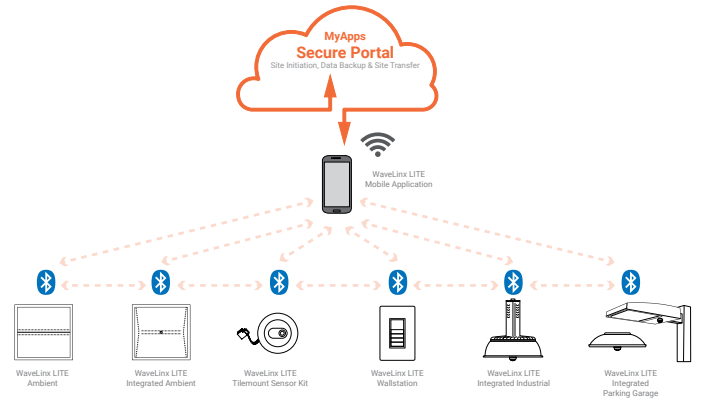 MyApps
Secure Portal
Site Initiation, Data Backup & Site Transfer
WaveLinx LITE
Mobile Application
WaveLinx LITE
Ambient
WaveLinx LITE
Integrated Ambient
WaveLinx LITE
Tilemount Sensor Kit
WaveLinx LITE
Wallstation
WaveLinx LITE
Integrated Industrial
WaveLinx LITE
Integrated
Parking Garage